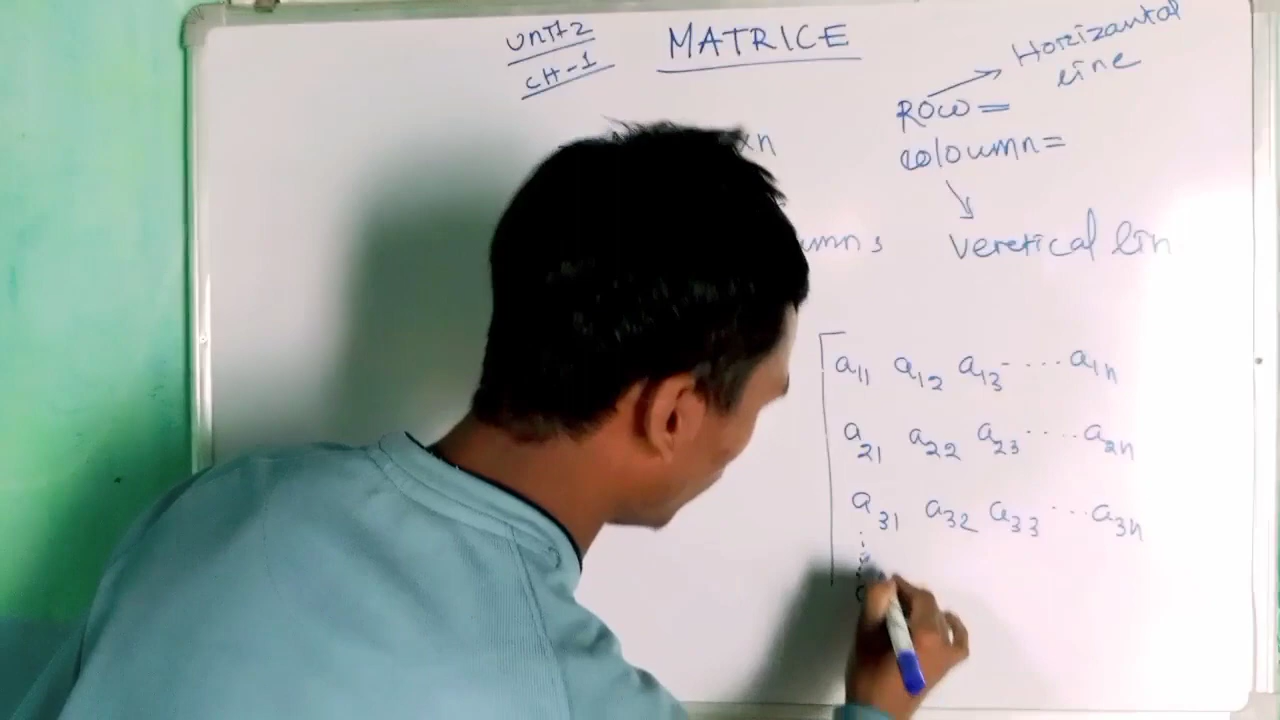 Unit 2
CH-1
MATRICE
Horizantal
line
ROW =
xn
coloumn =
umns
veretical lin
a11 a12 a13 ---- a1n
a21 a22 a23 ---- a2n
a31 a32 a33 --- a3n